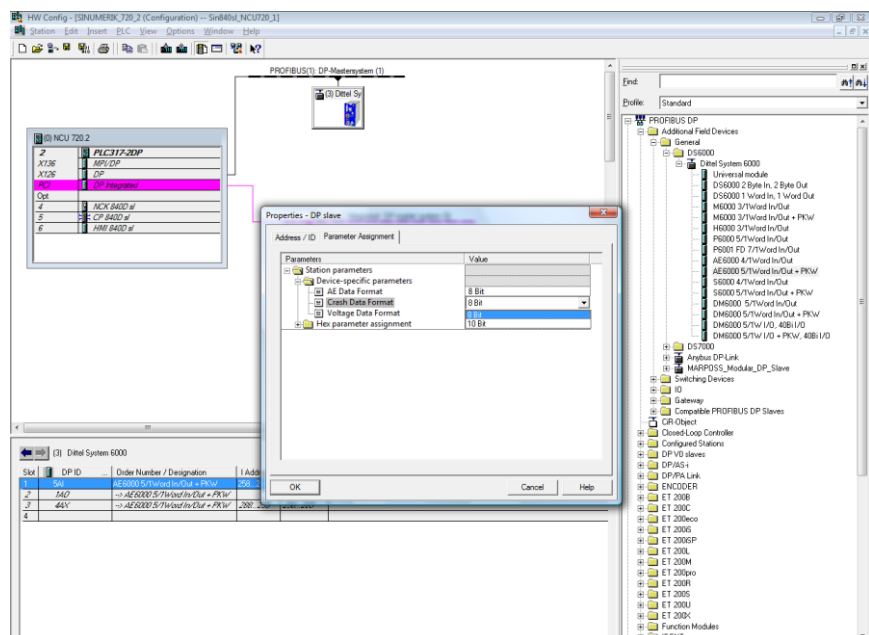 HW Config - [SINUMERIK_720_2 (Configuration) -- Sin840sl_NCU720_1]
Station Edit Insert PLC View Options Window Help
PROFIBUS(1): DP-Mastersystem (1)
(3) Dittel Sy
(0) NCU 720.2
2 PLC317-2DP
X136 MPI/DP
X126 DP
PCI DP integrated
Opt
4 NCK 840D sl
5 CP 840D sl
6 HMI 840D sl
Properties - DP slave
Address / ID Parameter Assignment
Parameters Value
Station parameters
Device-specific parameters
AE Data Format 8 Bit
Crash Data Format 8 Bit
Voltage Data Format 8 Bit
Hex parameter assignment 10 Bit
OK Cancel Help
(3) Dittel System 6000
Slot DP ID ... Order Number / Designation I Add
1 5AI AE6000 5/1Word In/Out + PKW 258...2
2 1AO --> AE6000 5/1Word In/Out + PKW
3 4AX --> AE6000 5/1Word In/Out + PKW
4
Find:
Profile: Standard
PROFIBUS DP
Additional Field Devices
General
DS6000
Dittel System 6000
Universal module
DS6000 2 Byte In, 2 Byte Out
DS6000 1 Word In, 1 Word Out
M6000 3/1Word In/Out
M6000 3/1Word In/Out + PKW
H6000 3/1Word In/Out
P6000 5/1Word In/Out
P6001 FD 7/1Word In/Out
AE6000 4/1Word In/Out
AE6000 5/1Word In/Out + PKW
S6000 4/1Word In/Out
S6000 5/1Word In/Out + PKW
DM6000 5/1Word In/Out
DM6000 5/1Word In/Out + PKW
DM6000 5/1W I/O, 40Bi I/O
DM6000 5/1W I/O + PKW, 40Bi I/O
DS7000
Anybus DP-Link
MARPOSS_Modular_DP_Slave
Switching Devices
IO
Gateway
Compatible PROFIBUS DP Slaves
CiR-Object
Closed-Loop Controller
Configured Stations
DP V0 slaves
DP/AS-i
DP/PA Link
ENCODER
ET 200B
ET 200C
ET 200eco
ET 200iS
ET 200iSP
ET 200L
ET 200M
ET 200pro
ET 200R
ET 200S
ET 200U
ET 200X
Function Modules